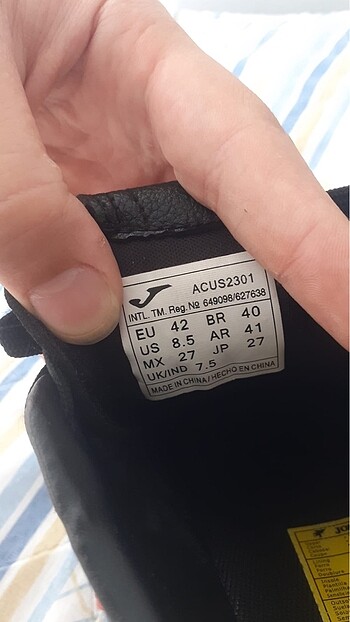 ACUS2301
INTL. TM. Reg. № 649098/627638
EU 42 BR 40
US 8.5 AR 41
MX 27 JP 27
UK/IND 7.5
MADE IN CHINA/HECHO EN CHINA